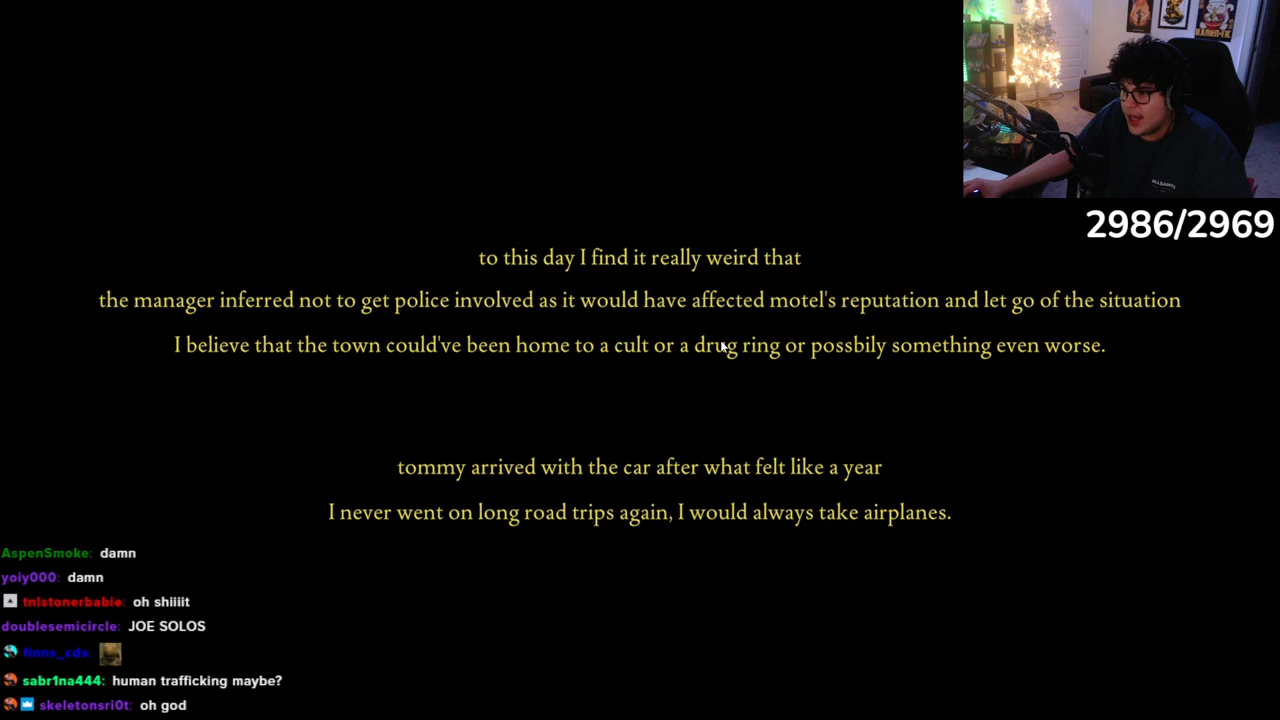 2986/2969
to this day I find it really weird that
the manager inferred not to get police involved as it would have affected motel's reputation and let go of the situation
I believe that the town could've been home to a cult or a drug ring or possbily something even worse.
tommy arrived with the car after what felt like a year
I never went on long road trips again, I would always take airplanes.
AspenSmoke: damn
yoiy000: damn
tnlstonerbabie: oh shiiiit
doublesemicircle: JOE SOLOS
finns_cds:
sabr1na444: human trafficking maybe?
skeletonsri0t: oh god